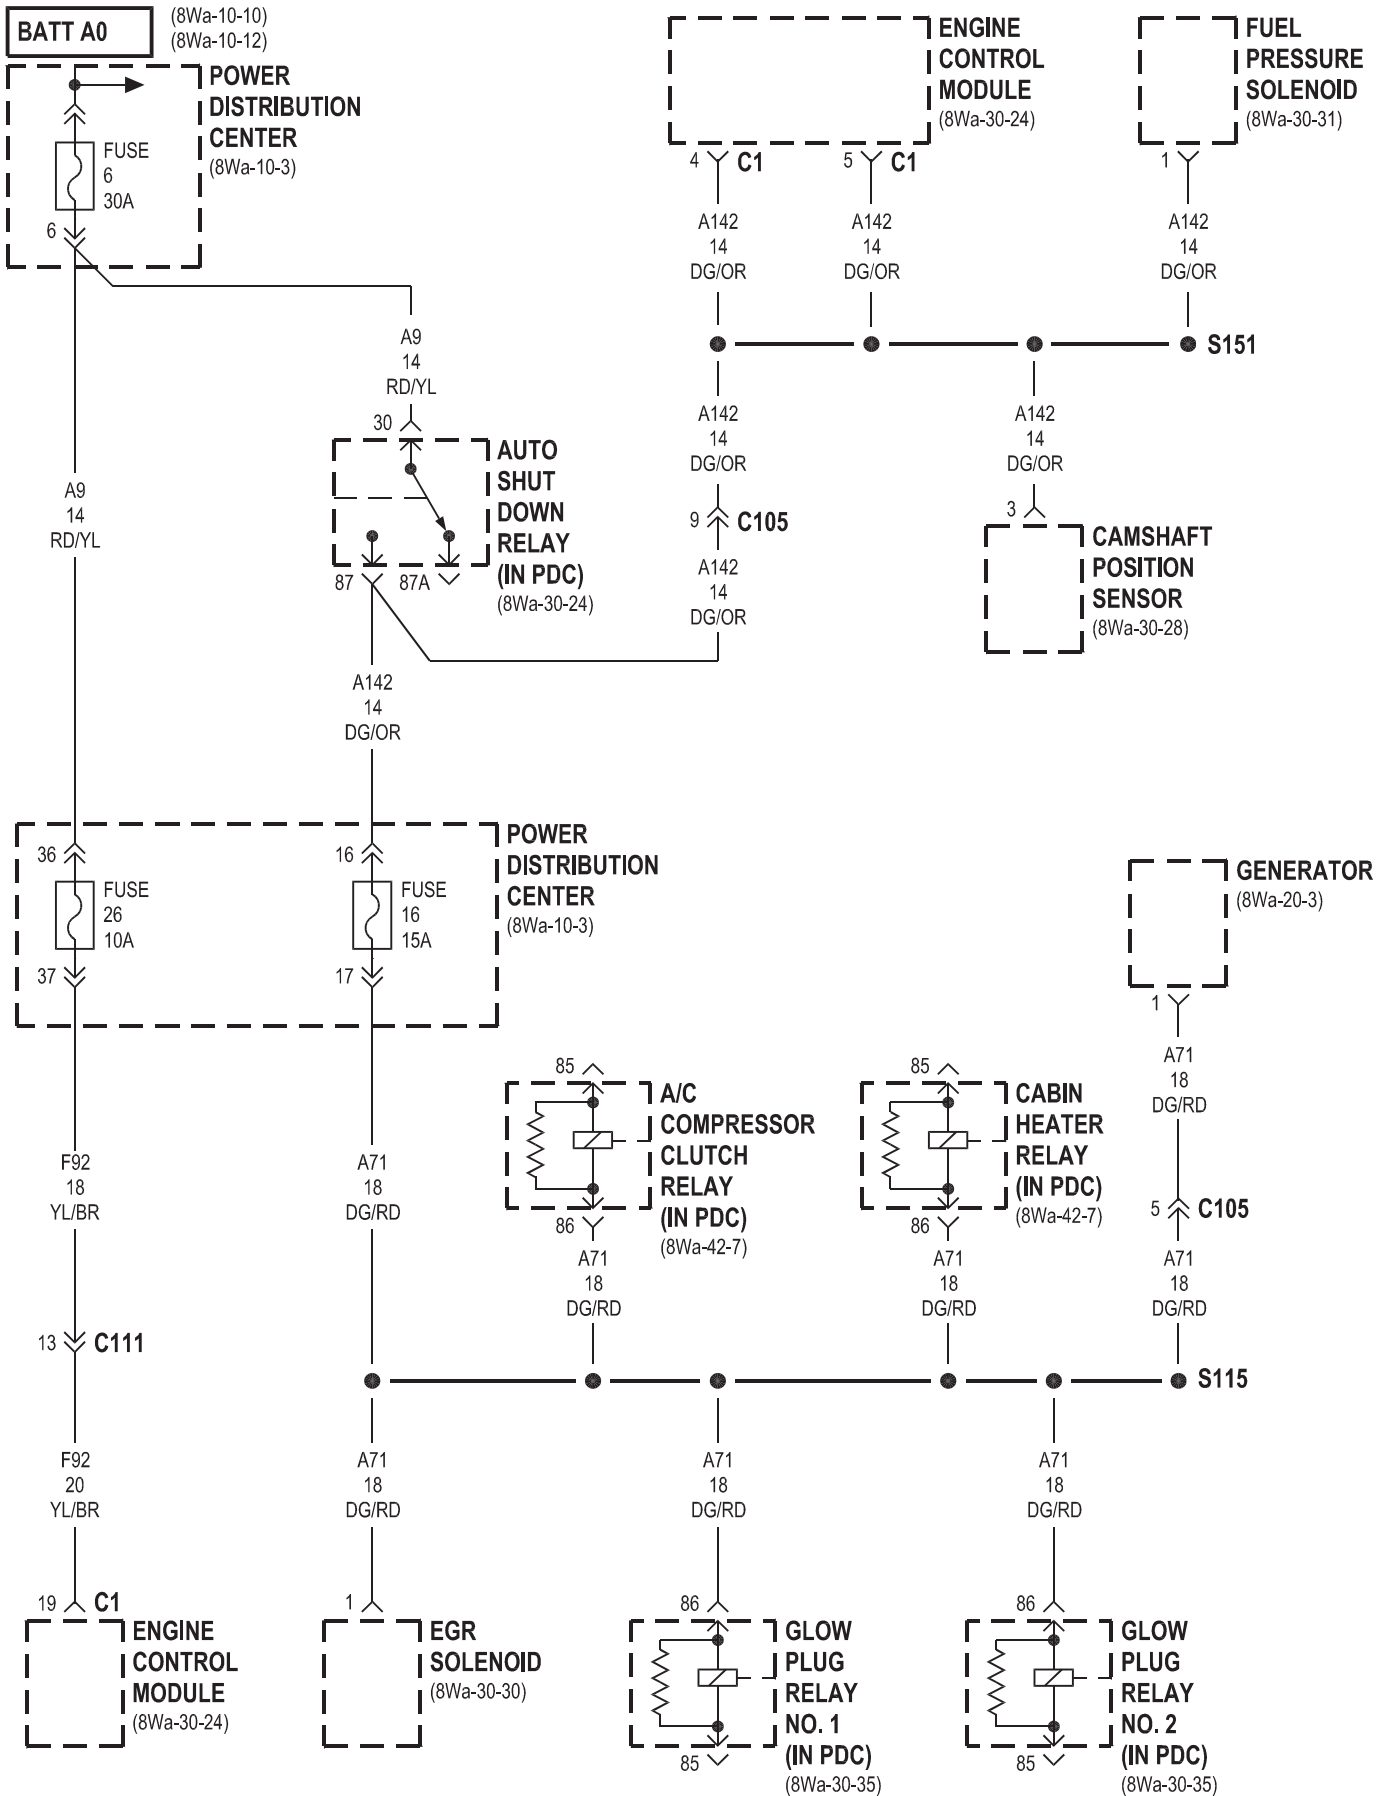 BATT A0
(8Wa-10-10)
(8Wa-10-12)
POWER
DISTRIBUTION
CENTER
(8Wa-10-3)
FUSE
6
30A
6
ENGINE
CONTROL
MODULE
(8Wa-30-24)
4
C1
5
C1
FUEL
PRESSURE
SOLENOID
(8Wa-30-31)
1
A142
14
DG/OR
A142
14
DG/OR
A142
14
DG/OR
S151
A9
14
RD/YL
30
AUTO
SHUT
DOWN
RELAY
(IN PDC)
(8Wa-30-24)
87
87A
A9
14
RD/YL
A142
14
DG/OR
9
C105
A142
14
DG/OR
A142
14
DG/OR
3
CAMSHAFT
POSITION
SENSOR
(8Wa-30-28)
A142
14
DG/OR
POWER
DISTRIBUTION
CENTER
(8Wa-10-3)
36
FUSE
26
10A
37
16
FUSE
16
15A
17
GENERATOR
(8Wa-20-3)
1
A71
18
DG/RD
5
C105
A71
18
DG/RD
85
A/C
COMPRESSOR
CLUTCH
RELAY
(IN PDC)
(8Wa-42-7)
86
A71
18
DG/RD
85
CABIN
HEATER
RELAY
(IN PDC)
(8Wa-42-7)
86
A71
18
DG/RD
F92
18
YL/BR
A71
18
DG/RD
13
C111
S115
F92
20
YL/BR
A71
18
DG/RD
A71
18
DG/RD
A71
18
DG/RD
19
C1
ENGINE
CONTROL
MODULE
(8Wa-30-24)
1
EGR
SOLENOID
(8Wa-30-30)
86
GLOW
PLUG
RELAY
NO. 1
(IN PDC)
(8Wa-30-35)
85
86
GLOW
PLUG
RELAY
NO. 2
(IN PDC)
(8Wa-30-35)
85